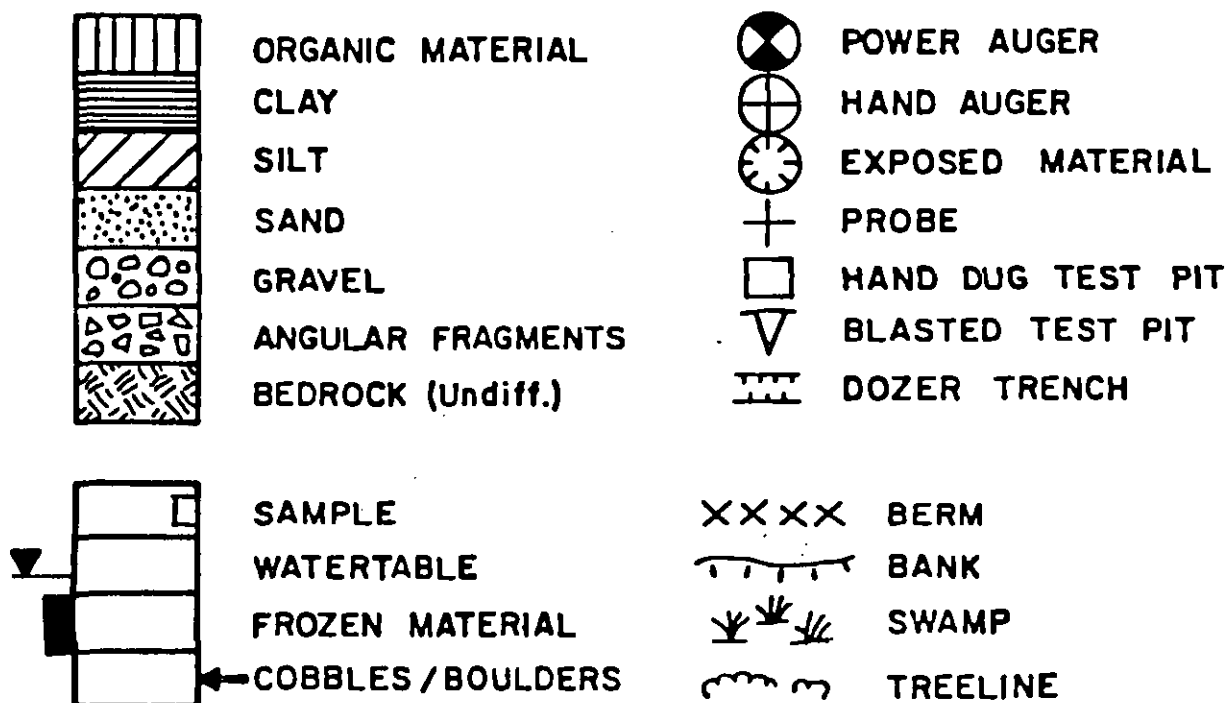 ORGANIC MATERIAL
CLAY
SILT
SAND
GRAVEL
ANGULAR FRAGMENTS
BEDROCK (Undiff.)
POWER AUGER
HAND AUGER
EXPOSED MATERIAL
PROBE
HAND DUG TEST PIT
BLASTED TEST PIT
DOZER TRENCH
SAMPLE
WATERTABLE
FROZEN MATERIAL
COBBLES/BOULDERS
BERM
BANK
SWAMP
TREELINE